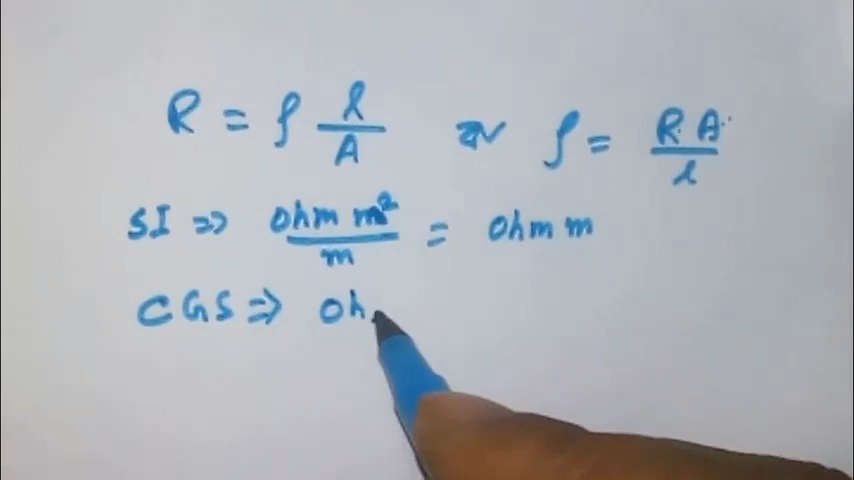 R = ρ l/A or ρ = R. A./l
SI ⇒ ohm m²/m = ohm m
CGS ⇒ oh